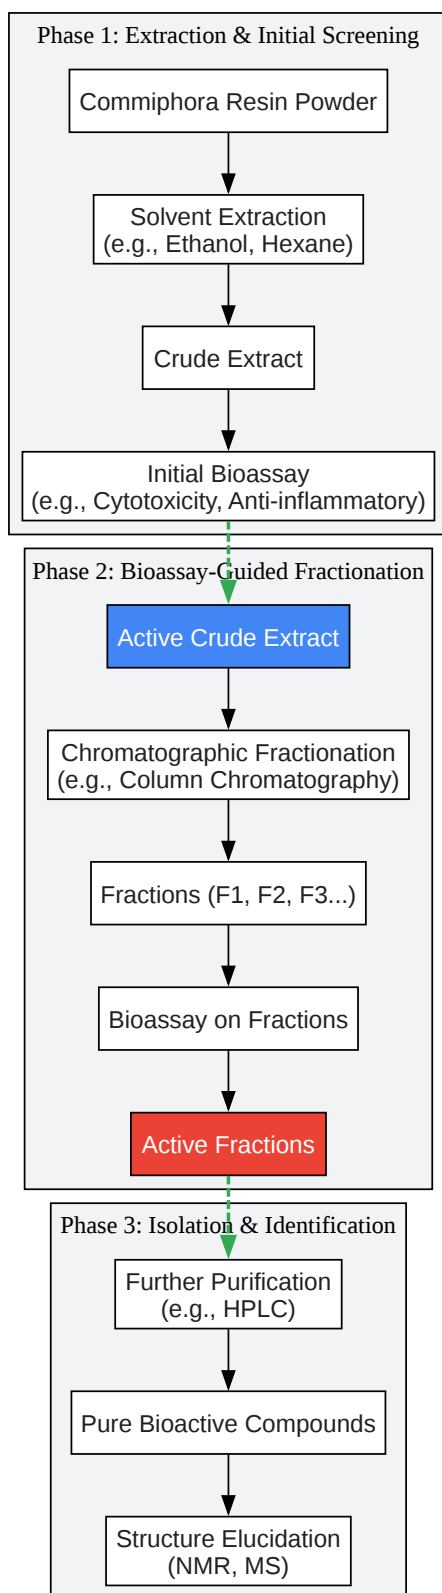 Phase 1: Extraction & Initial Screening
Commiphora Resin Powder
Solvent Extraction
(e.g., Ethanol, Hexane)
Crude Extract
Initial Bioassay
(e.g., Cytotoxicity, Anti-inflammatory)
Phase 2: Bioassay-Guided Fractionation
Active Crude Extract
Chromatographic Fractionation
(e.g., Column Chromatography)
Fractions (F1, F2, F3...)
Bioassay on Fractions
Active Fractions
Phase 3: Isolation & Identification
Further Purification
(e.g., HPLC)
Pure Bioactive Compounds
Structure Elucidation
(NMR, MS)